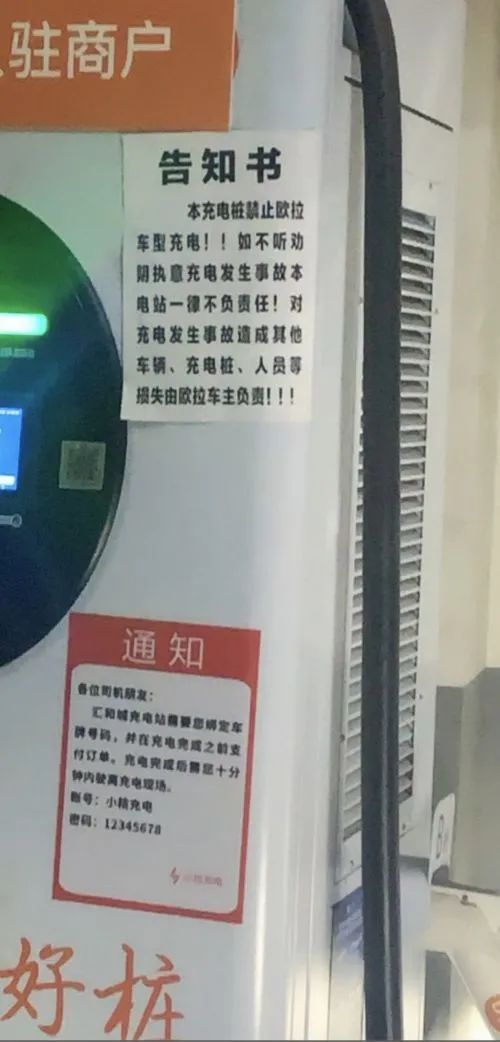 驻商户
告知书
本充电桩禁止欧拉
车型充电！！如不听劝
阴执意充电发生事故本
电站一律不负责任！对
充电发生事故造成其他
车辆、充电桩、人员等
损失由欧拉车主负责！！！
通知
各位司机朋友：
汇和城充电站需要您绑定车
牌号码，并在充电完成之前支
付订单。充电完成后需您十分
钟内驶离充电现场。
账号：小桔充电
密码：12345678
小桔充电
好桩
B